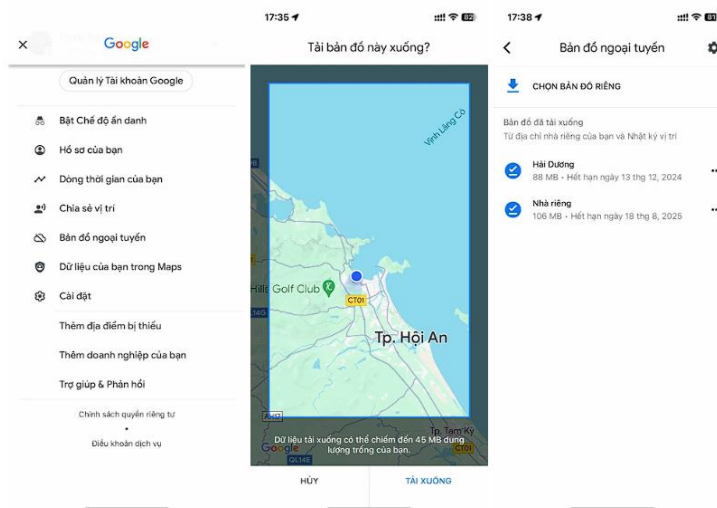 Google
Quản lý Tài khoản Google
Bật Chế độ ẩn danh
Hồ sơ của bạn
Dòng thời gian của bạn
Chia sẻ vị trí
Bản đồ ngoại tuyến
Dữ liệu của bạn trong Maps
Cài đặt
Thêm địa điểm bị thiếu
Thêm doanh nghiệp của bạn
Trợ giúp & Phản hồi
Chính sách quyền riêng tư
•
Điều khoản dịch vụ
17:35
82
Tải bản đồ này xuống?
Vịnh Lăng Cô
Hills Golf Club
CT01
14G
Tp. Hội An
AH17
Tp. Tam Kỳ
Dữ liệu tải xuống có thể chiếm đến 45 MB dung
lượng trống của bạn.
Google
CT01
QL14E
HỦY
TẢI XUỐNG
17:38
Bản đồ ngoại tuyến
CHỌN BẢN ĐỒ RIÊNG
Bản đồ đã tải xuống
Từ địa chỉ nhà riêng của bạn và Nhật ký vị trí
Hải Dương
88 MB • Hết hạn ngày 13 thg 12, 2024
Nhà riêng
106 MB • Hết hạn ngày 18 thg 8, 2025